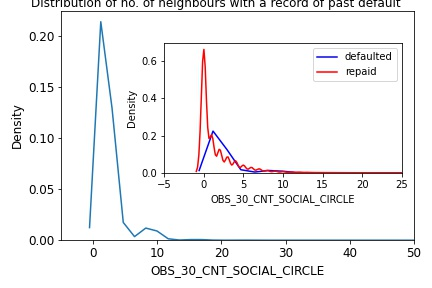 Distribution of no. of neighbours with a record of past default
0.20
0.15
0.10
0.05
0.00
Density
0 10 20 30 40 50
OBS_30_CNT_SOCIAL_CIRCLE
defaulted
repaid
0.6
0.4
0.2
0.0
Density
−5 0 5 10 15 20 25
OBS_30_CNT_SOCIAL_CIRCLE